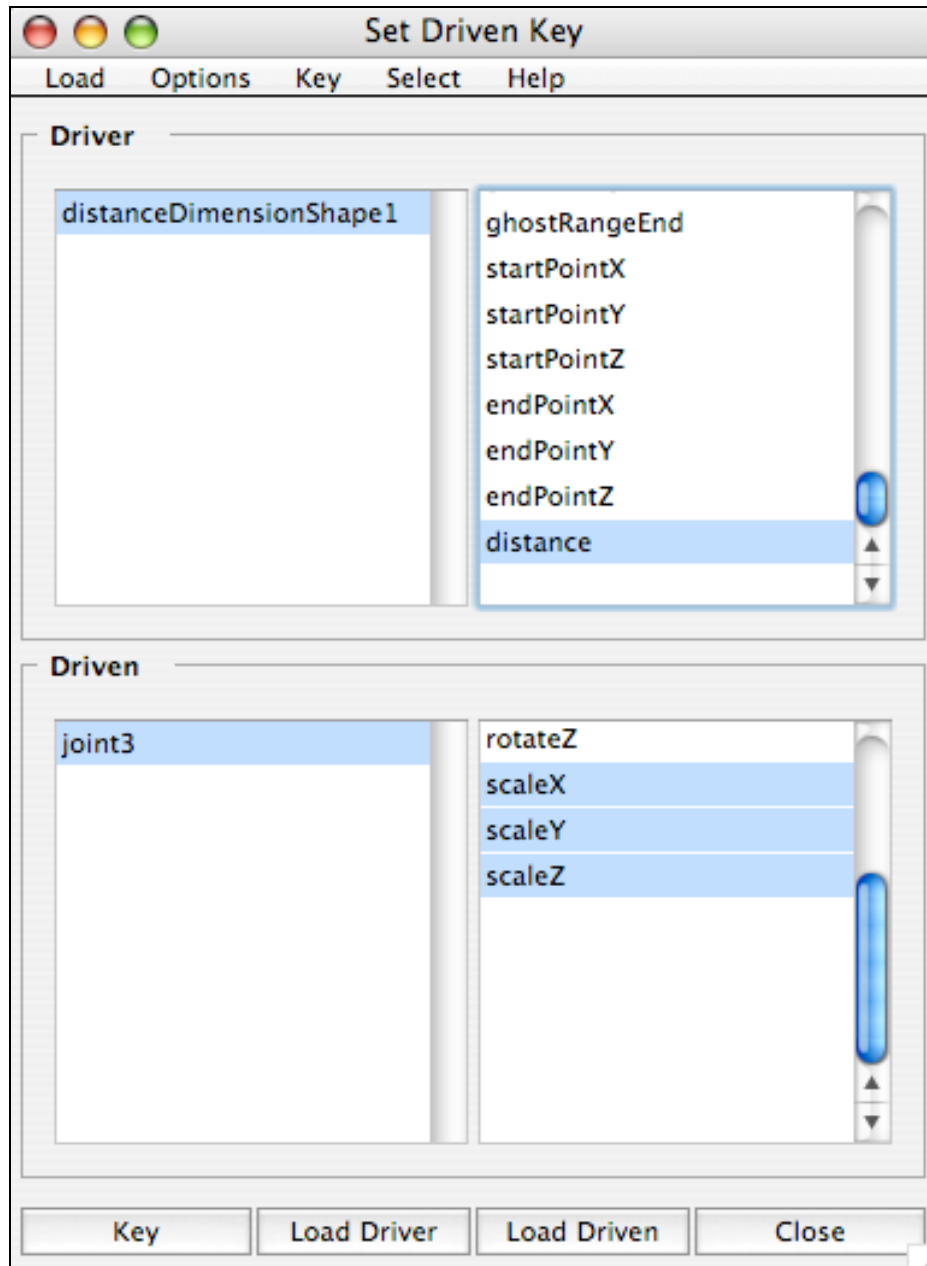 Set Driven Key
Load Options Key Select Help
Driver
distanceDimensionShape1
ghostRangeEnd
startPointX
startPointY
startPointZ
endPointX
endPointY
endPointZ
distance
Driven
joint3
rotateZ
scaleX
scaleY
scaleZ
Key Load Driver Load Driven Close